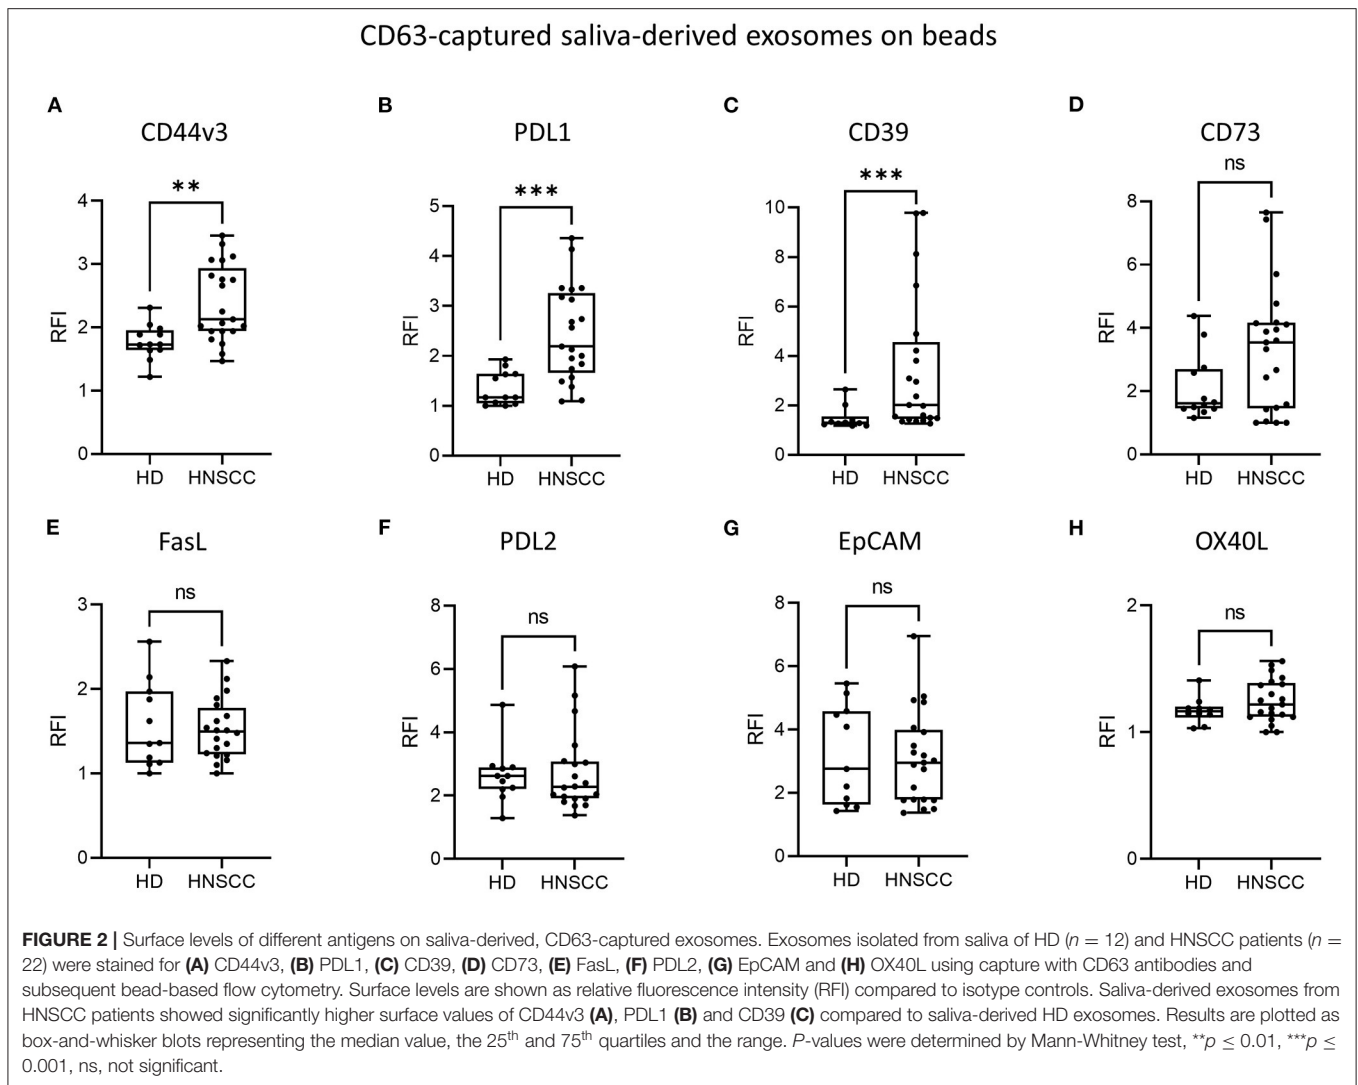 CD63-captured saliva-derived exosomes on beads
A
CD44v3
**
4
3
2
1
0
RFI
HD
HNSCC
B
PDL1
***
5
4
3
2
1
0
RFI
HD
HNSCC
C
CD39
***
10
8
6
4
2
0
RFI
HD
HNSCC
D
CD73
ns
8
6
4
2
0
RFI
HD
HNSCC
E
FasL
ns
3
2
1
0
RFI
HD
HNSCC
F
PDL2
ns
8
6
4
2
0
RFI
HD
HNSCC
G
EpCAM
ns
8
6
4
2
0
RFI
HD
HNSCC
H
OX40L
ns
2
1
0
RFI
HD
HNSCC
FIGURE 2 | Surface levels of different antigens on saliva-derived, CD63-captured exosomes. Exosomes isolated from saliva of HD (n = 12) and HNSCC patients (n =
22) were stained for (A) CD44v3, (B) PDL1, (C) CD39, (D) CD73, (E) FasL, (F) PDL2, (G) EpCAM and (H) OX40L using capture with CD63 antibodies and
subsequent bead-based flow cytometry. Surface levels are shown as relative fluorescence intensity (RFI) compared to isotype controls. Saliva-derived exosomes from
HNSCC patients showed significantly higher surface values of CD44v3 (A), PDL1 (B) and CD39 (C) compared to saliva-derived HD exosomes. Results are plotted as
box-and-whisker blots representing the median value, the 25th and 75th quartiles and the range. P-values were determined by Mann-Whitney test, **p ≤ 0.01, ***p ≤
0.001, ns, not significant.